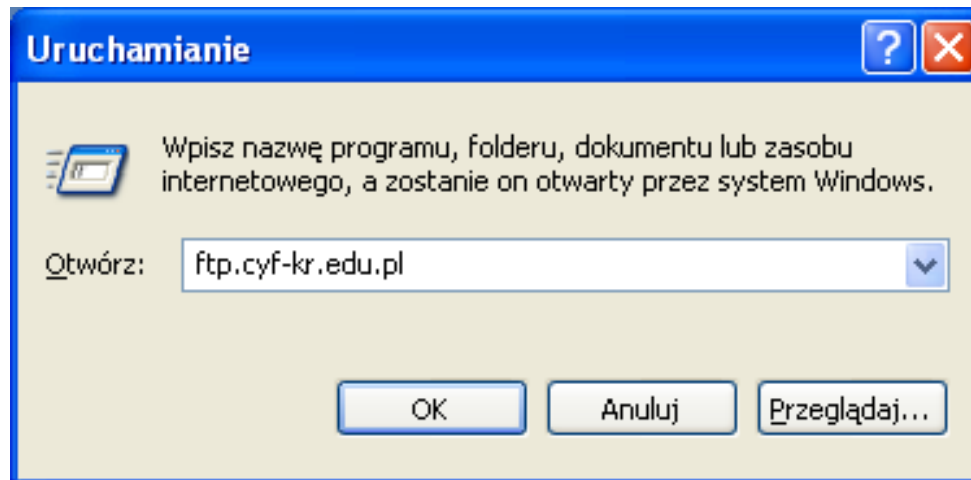 Uruchamianie
Wpisz nazwę programu, folderu, dokumentu lub zasobu
internetowego, a zostanie on otwarty przez system Windows.
Otwórz: ftp.cyf-kr.edu.pl
OK Anuluj Przeglądaj...